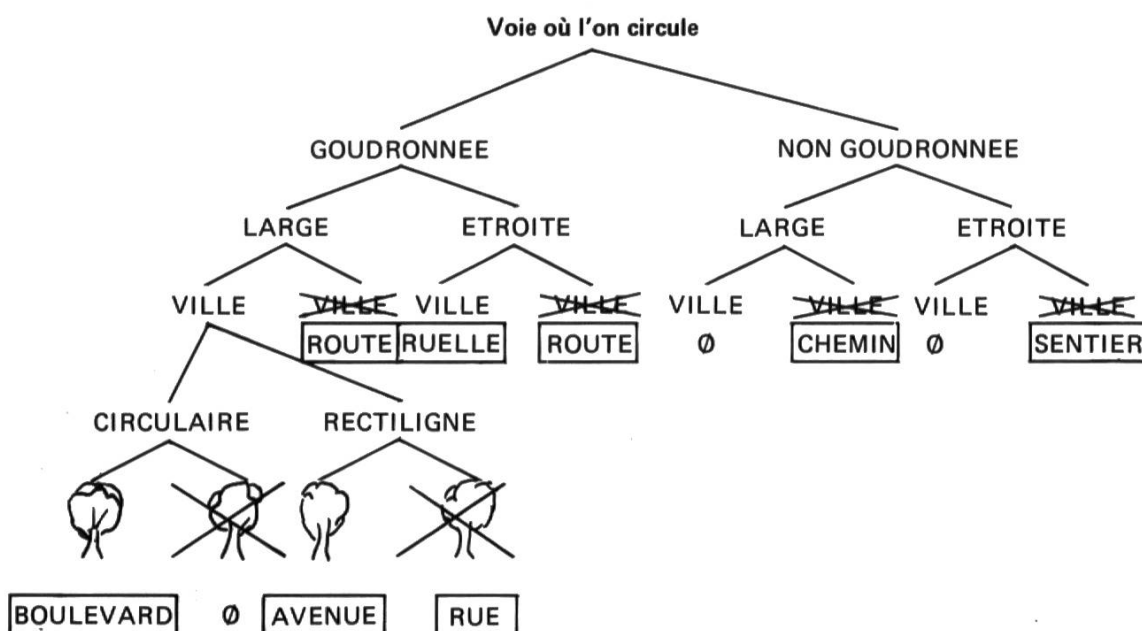 Voie où l'on circule
GOUDRONNEE NON GOUDRONNEE
LARGE ETROITE LARGE ETROITE
VILLE VILLE VILLE VILLE VILLE VILLE VILLE VILLE
ROUTE RUELLE ROUTE Ø CHEMIN Ø SENTIER
CIRCULAIRE RECTILIGNE
BOULEVARD Ø AVENUE RUE